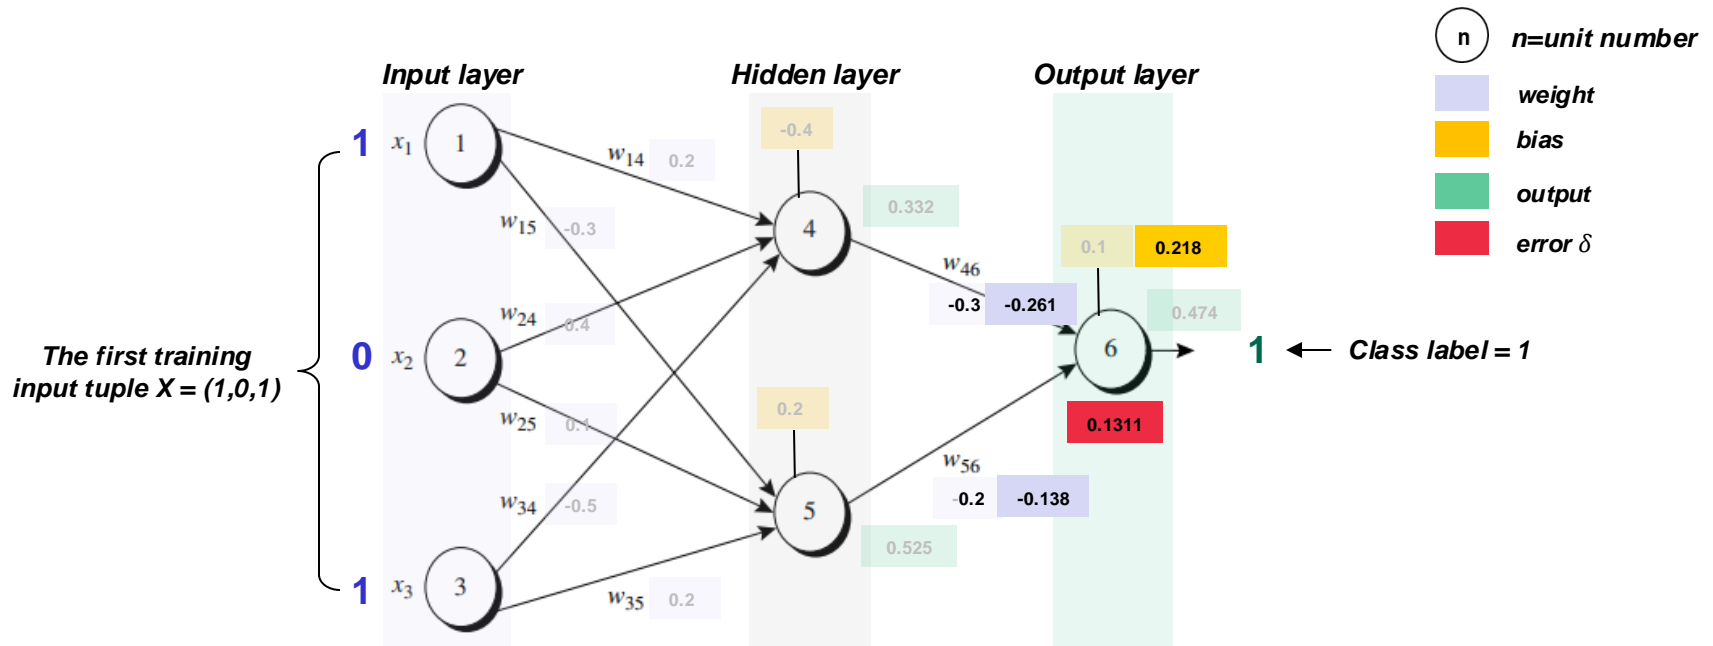 n
n=unit number
Input layer
Hidden layer
Output layer
weight
bias
output
error δ
1
x1
1
w14
0.2
-0.4
w15
-0.3
4
0.332
w46
-0.3
-0.261
0.1
0.218
0.474
The first training
input tuple X = (1,0,1)
0
x2
2
w24
0.4
w25
0.1
6
1
Class label = 1
0.1311
0.2
w34
-0.5
5
0.525
w56
-0.2
-0.138
1
x3
3
w35
0.2